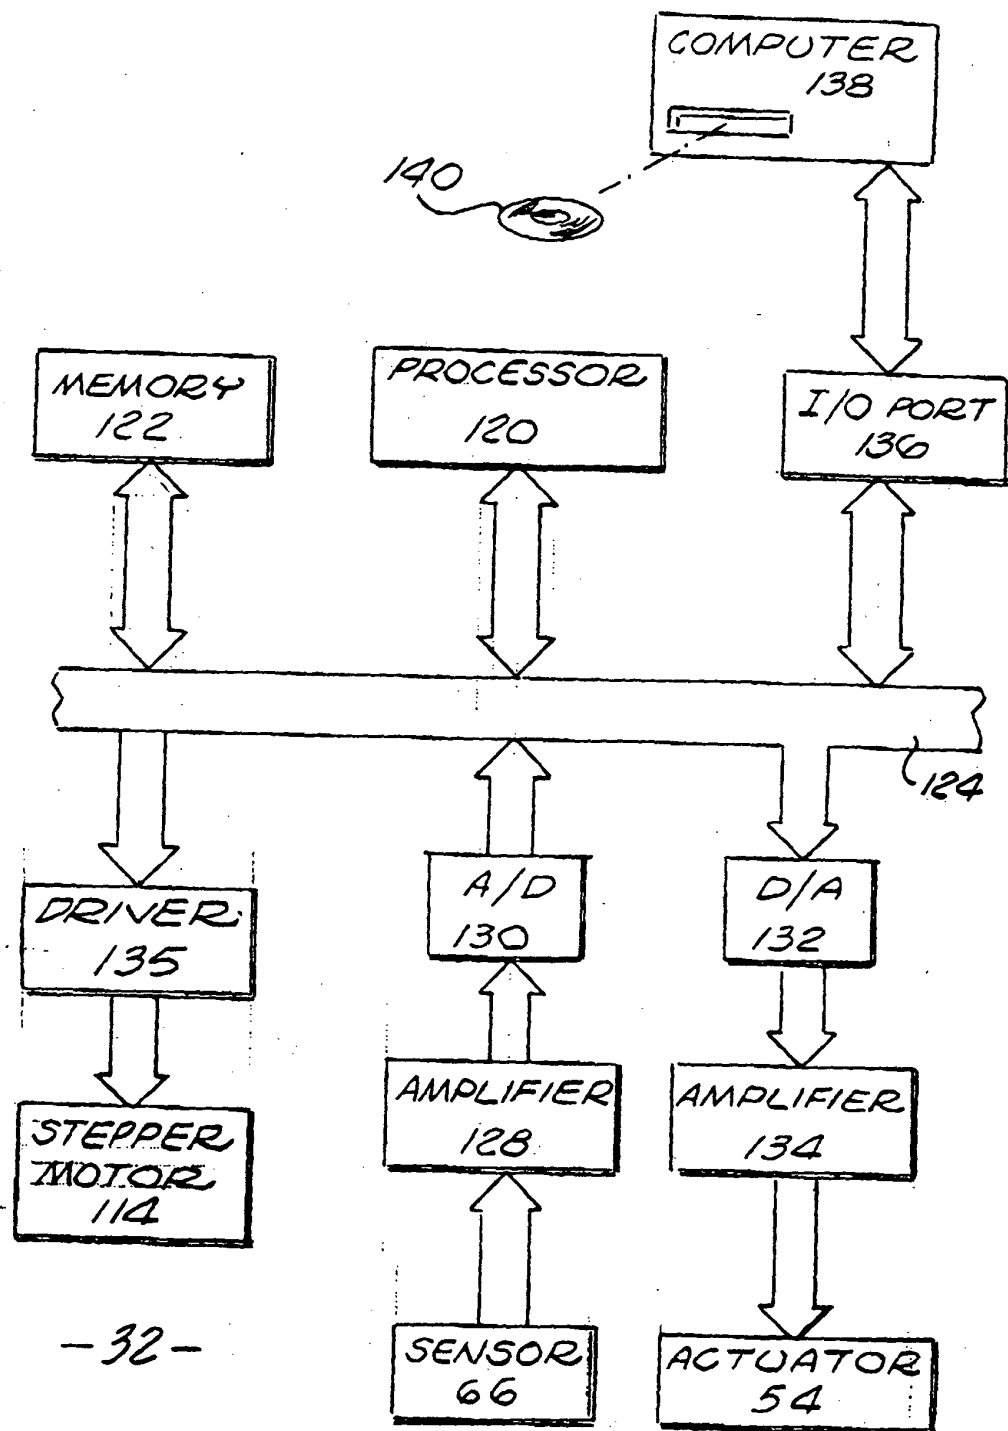 COMPUTER
138
140
MEMORY
122
PROCESSOR
120
I/O PORT
136
124
DRIVER
135
A/D
130
D/A
132
STEPPER
MOTOR
114
AMPLIFIER
128
AMPLIFIER
134
-32-
SENSOR
66
ACTUATOR
54